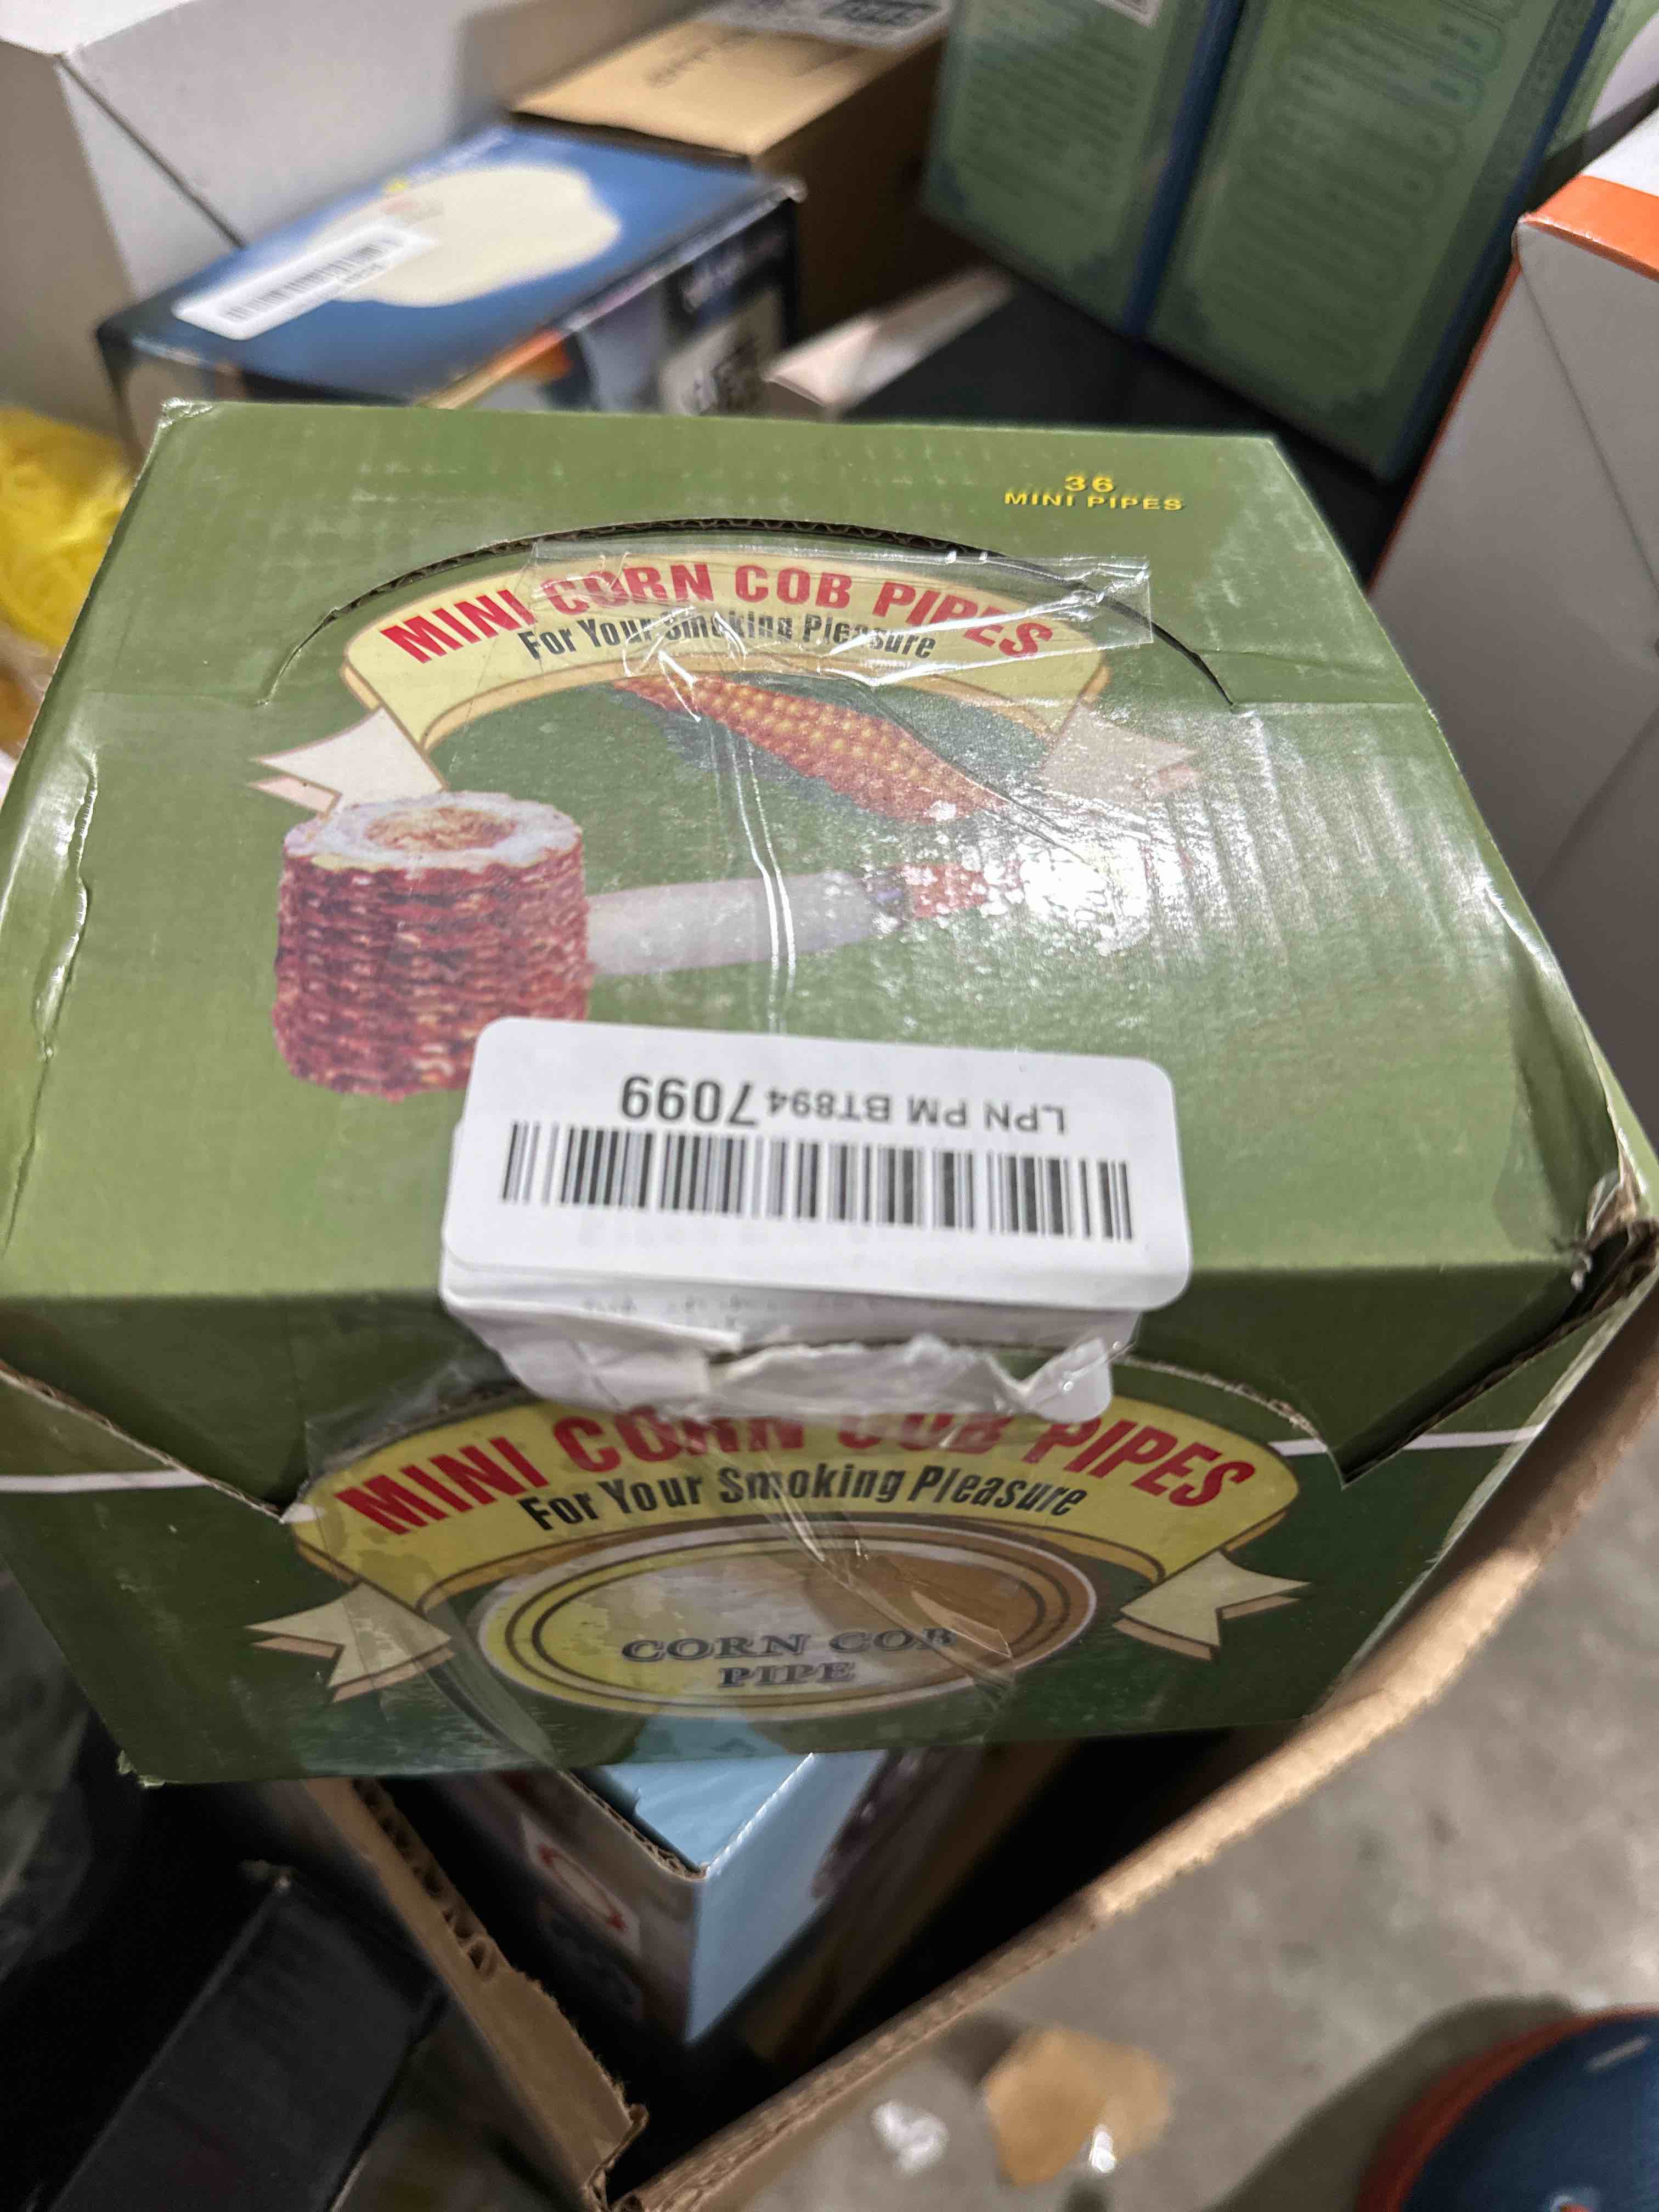 36
MINI PIPES
MINI CORN COB PIPES
For Your Smoking Pleasure
LPN PM BT894 7099
MINI CORN COB PIPES
For Your Smoking Pleasure
CORN COB
PIPE